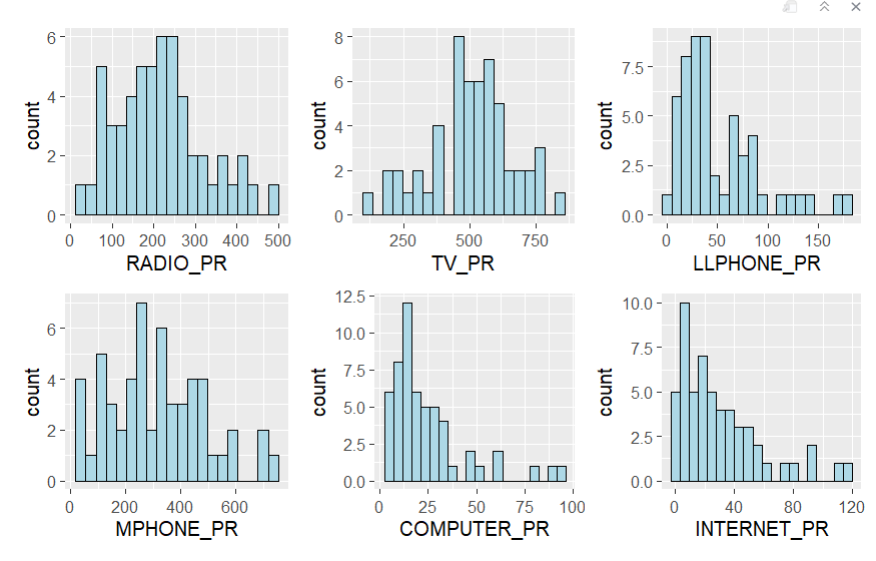 6
4
2
0
count
0 100 200 300 400 500
RADIO_PR
8
6
4
2
0
count
250 500 750
TV_PR
7.5
5.0
2.5
0.0
count
0 50 100 150
LLPHONE_PR
6
4
2
0
count
0 200 400 600
MPHONE_PR
12.5
10.0
7.5
5.0
2.5
0.0
count
0 25 50 75 100
COMPUTER_PR
10.0
7.5
5.0
2.5
0.0
count
0 40 80 120
INTERNET_PR